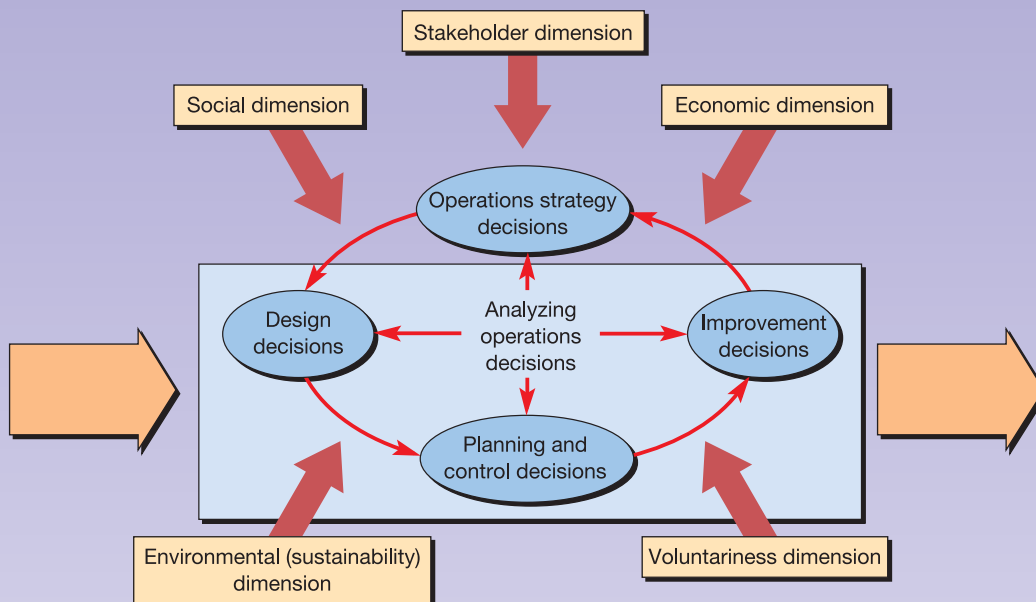 Stakeholder dimension
Social dimension
Economic dimension
Operations strategy
decisions
Design
decisions
Analyzing
operations
decisions
Improvement
decisions
Planning and
control decisions
Environmental (sustainability)
dimension
Voluntariness dimension